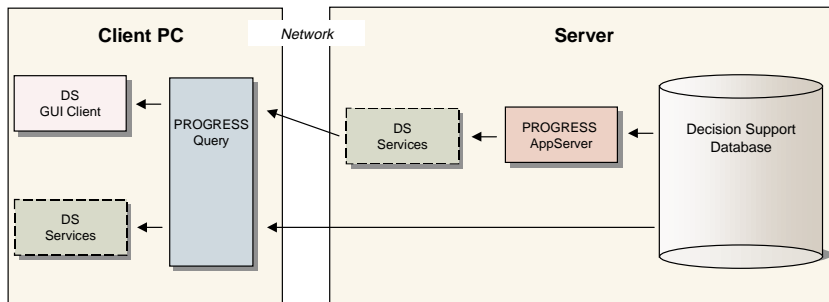 Client PC
Network
Server
DS
GUI Client
PROGRESS
Query
DS
Services
PROGRESS
AppServer
Decision Support
Database
DS
Services